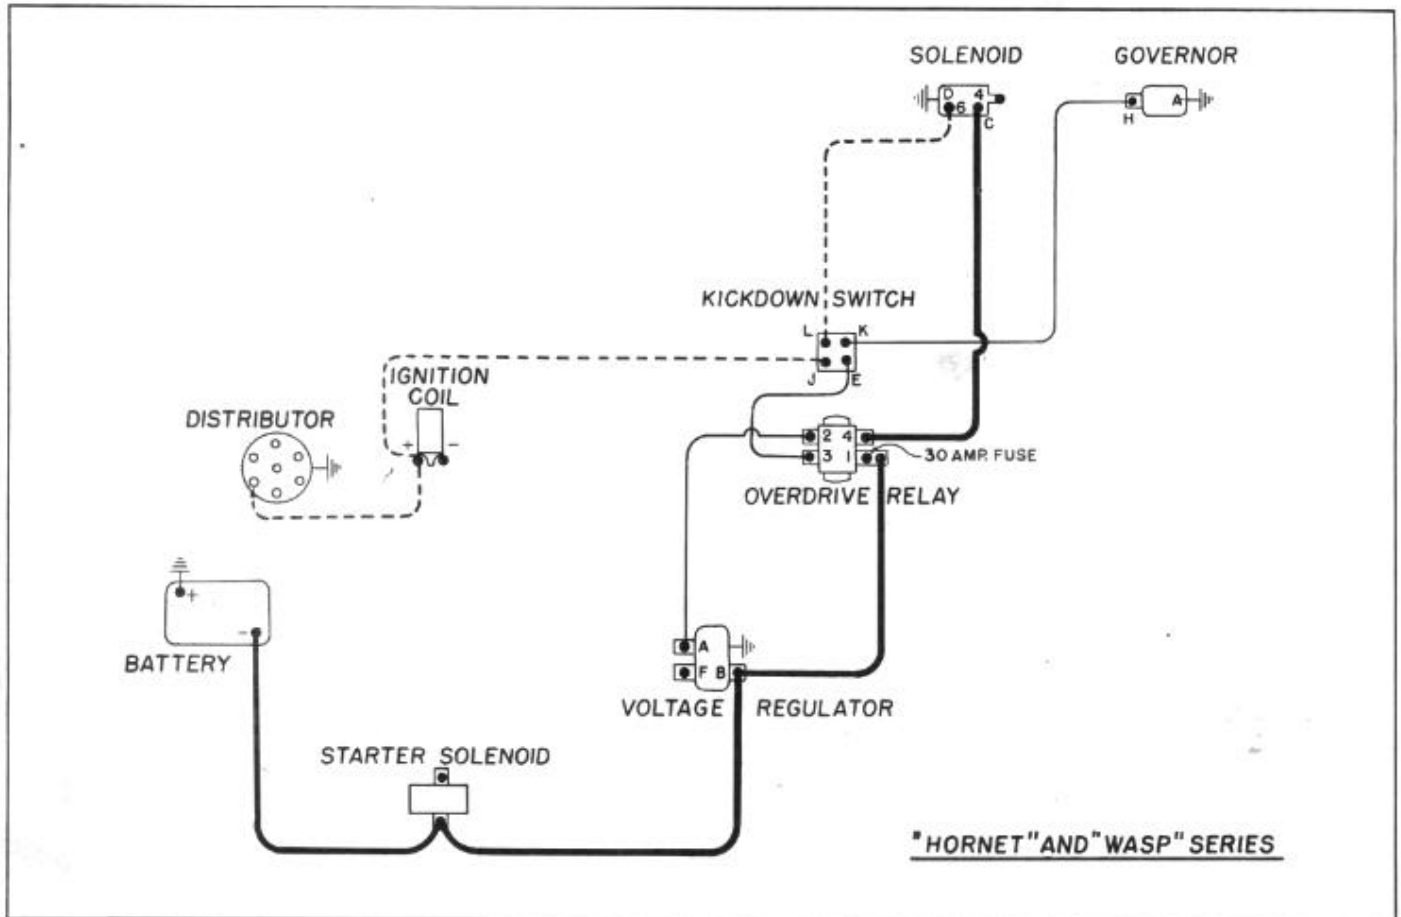 SOLENOID
GOVERNOR
D 4
6
C
A
H
KICKDOWN SWITCH
L K
J E
IGNITION
COIL
+ -
DISTRIBUTOR
2 4
3 1
30 AMP. FUSE
OVERDRIVE RELAY
+
-
BATTERY
A
F B
VOLTAGE REGULATOR
STARTER SOLENOID
"HORNET" AND "WASP" SERIES